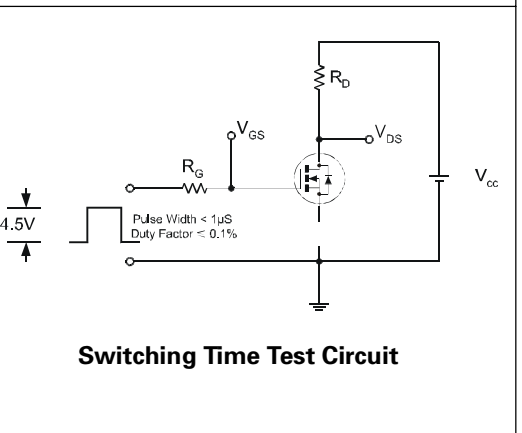 R_D
V_GS
V_DS
R_G
V_cc
4.5V
Pulse Width < 1µS
Duty Factor < 0.1%
Switching Time Test Circuit